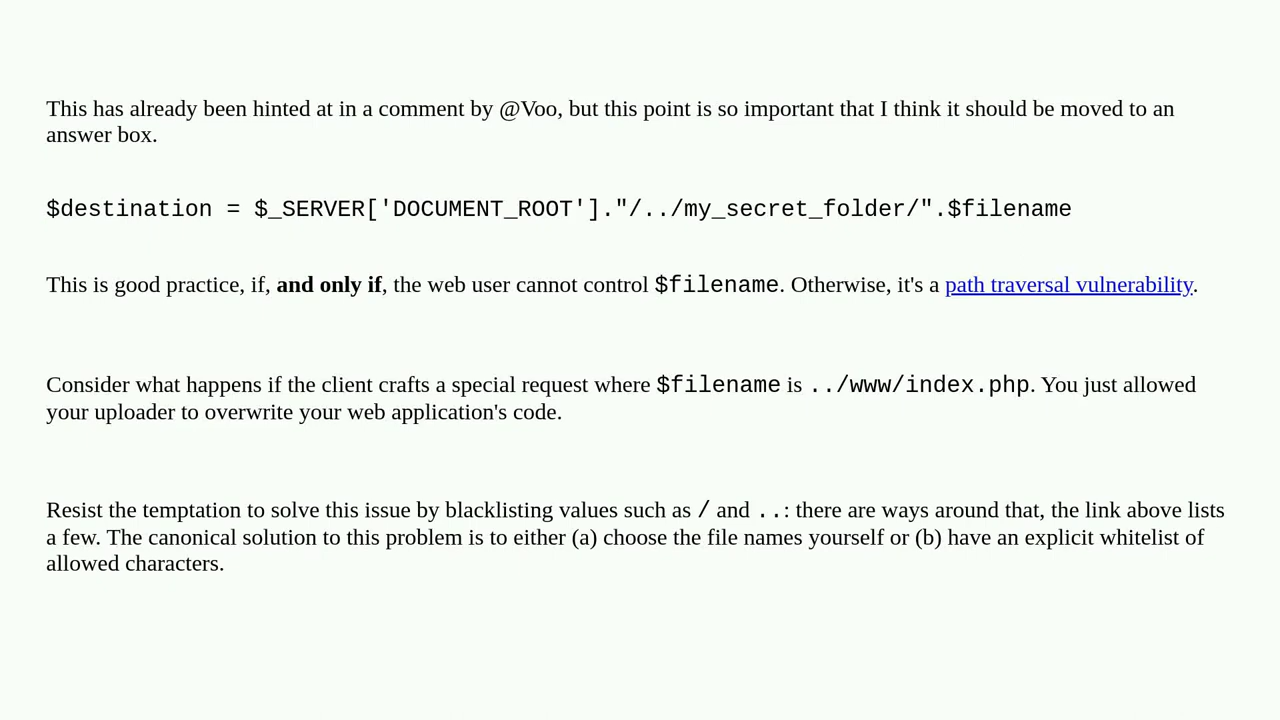 This has already been hinted at in a comment by @Voo, but this point is so important that I think it should be moved to an
answer box.
$destination = $_SERVER['DOCUMENT_ROOT']."/../my_secret_folder/".$filename
This is good practice, if, and only if, the web user cannot control $filename. Otherwise, it's a path traversal vulnerability.
Consider what happens if the client crafts a special request where $filename is ../www/index.php. You just allowed
your uploader to overwrite your web application's code.
Resist the temptation to solve this issue by blacklisting values such as / and ..: there are ways around that, the link above lists
a few. The canonical solution to this problem is to either (a) choose the file names yourself or (b) have an explicit whitelist of
allowed characters.